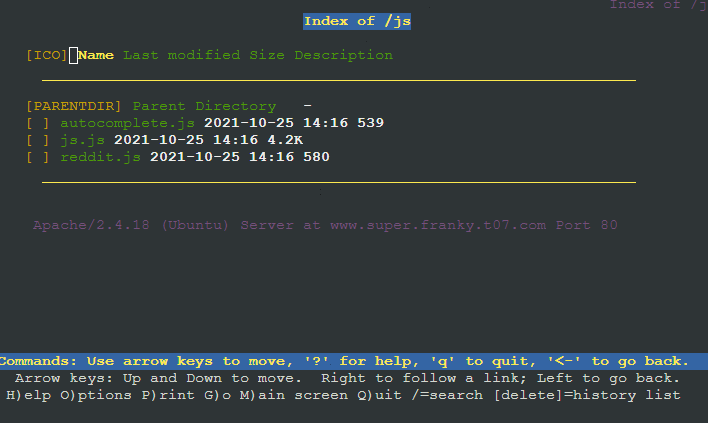 Index of /j
Index of /js
[ICO] Name Last modified Size Description
[PARENTDIR] Parent Directory -
[ ] autocomplete.js 2021-10-25 14:16 539
[ ] js.js 2021-10-25 14:16 4.2K
[ ] reddit.js 2021-10-25 14:16 580
Apache/2.4.18 (Ubuntu) Server at www.super.franky.t07.com Port 80
Commands: Use arrow keys to move, '?' for help, 'q' to quit, '<-' to go back.
Arrow keys: Up and Down to move. Right to follow a link; Left to go back.
H)elp O)ptions P)rint G)o M)ain screen Q)uit /=search [delete]=history list